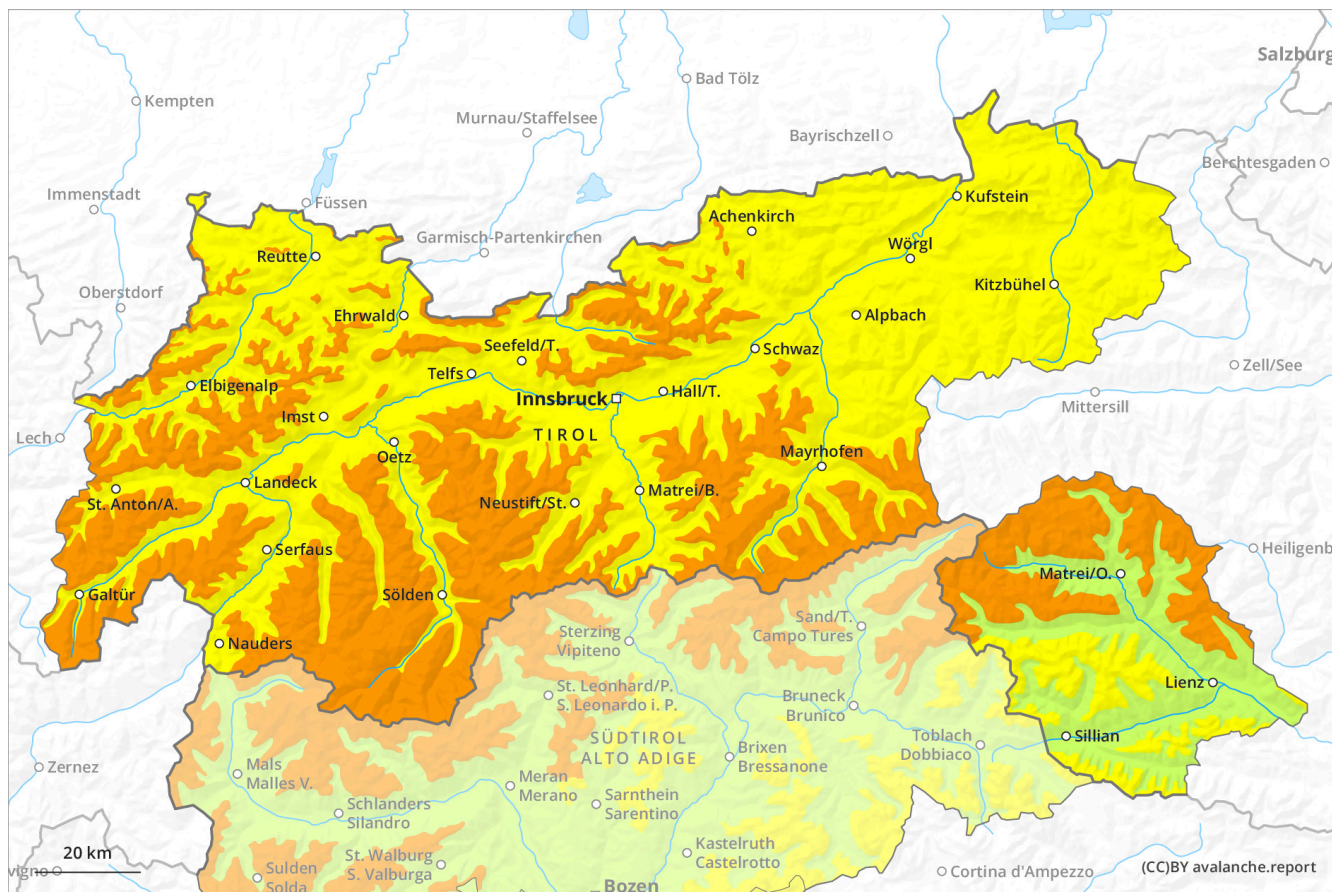 Salzburg
Bad Tölz
Kempten
Murnau/Staffelsee
Bayrischzell
Berchtesgaden
Immenstadt
Kufstein
Füssen
Achenkirch
Garmisch-Partenkirchen
Wörgl
Reutte
Kitzbühel
Oberstdorf
Ehrwald
Alpbach
Seefeld/T.
Schwaz
Zell/See
Telfs
Elbigenalp
Hall/T.
Innsbruck
Mittersill
Imst
TIROL
Lech
Mayrhofen
Oetz
Landeck
Matrei/B.
St. Anton/A.
Neustift/St.
Serfaus
Heiligenb
Matrei/O.
Galtür
Sölden
Sand/T.
Campo Tures
Sterzing
Vipiteno
Nauders
Lienz
St. Leonhard/P.
S. Leonardo i. P.
Bruneck
Brunico
Sillian
SÜDTIROL
ALTO ADIGE
Toblach
Dobbiaco
Brixen
Bressanone
Zernez
Mals
Malles V.
Meran
Merano
Schlanders
Silandro
Sarnthein
Sarentino
Kastelruth
Castelrotto
20 km
St. Walburg
S. Valburga
vigno
Sulden
Solda
Cortina d'Ampezzo
(CC)BY avalanche.report
Bozen